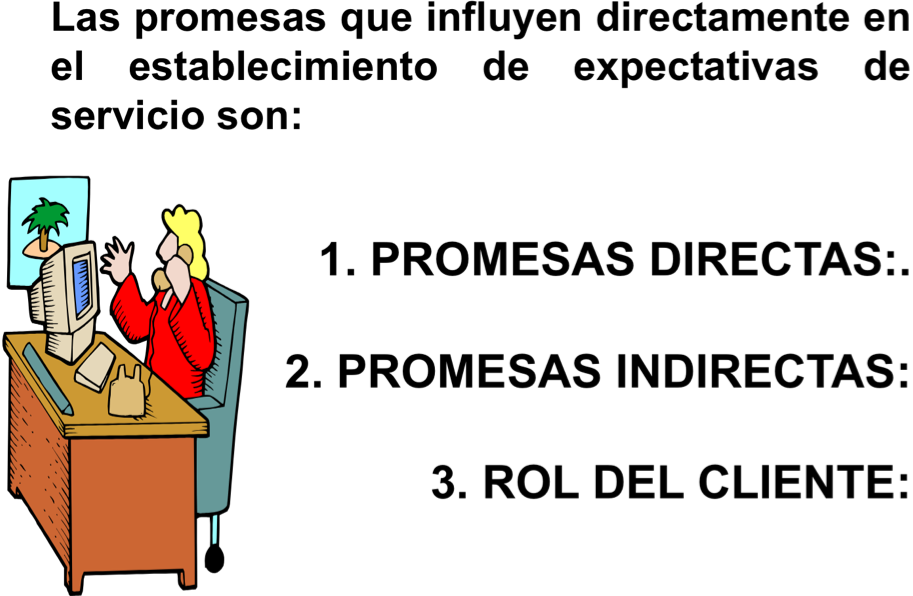 Las promesas que influyen directamente en
el establecimiento de expectativas de
servicio son:
1. PROMESAS DIRECTAS:.
2. PROMESAS INDIRECTAS:
3. ROL DEL CLIENTE: